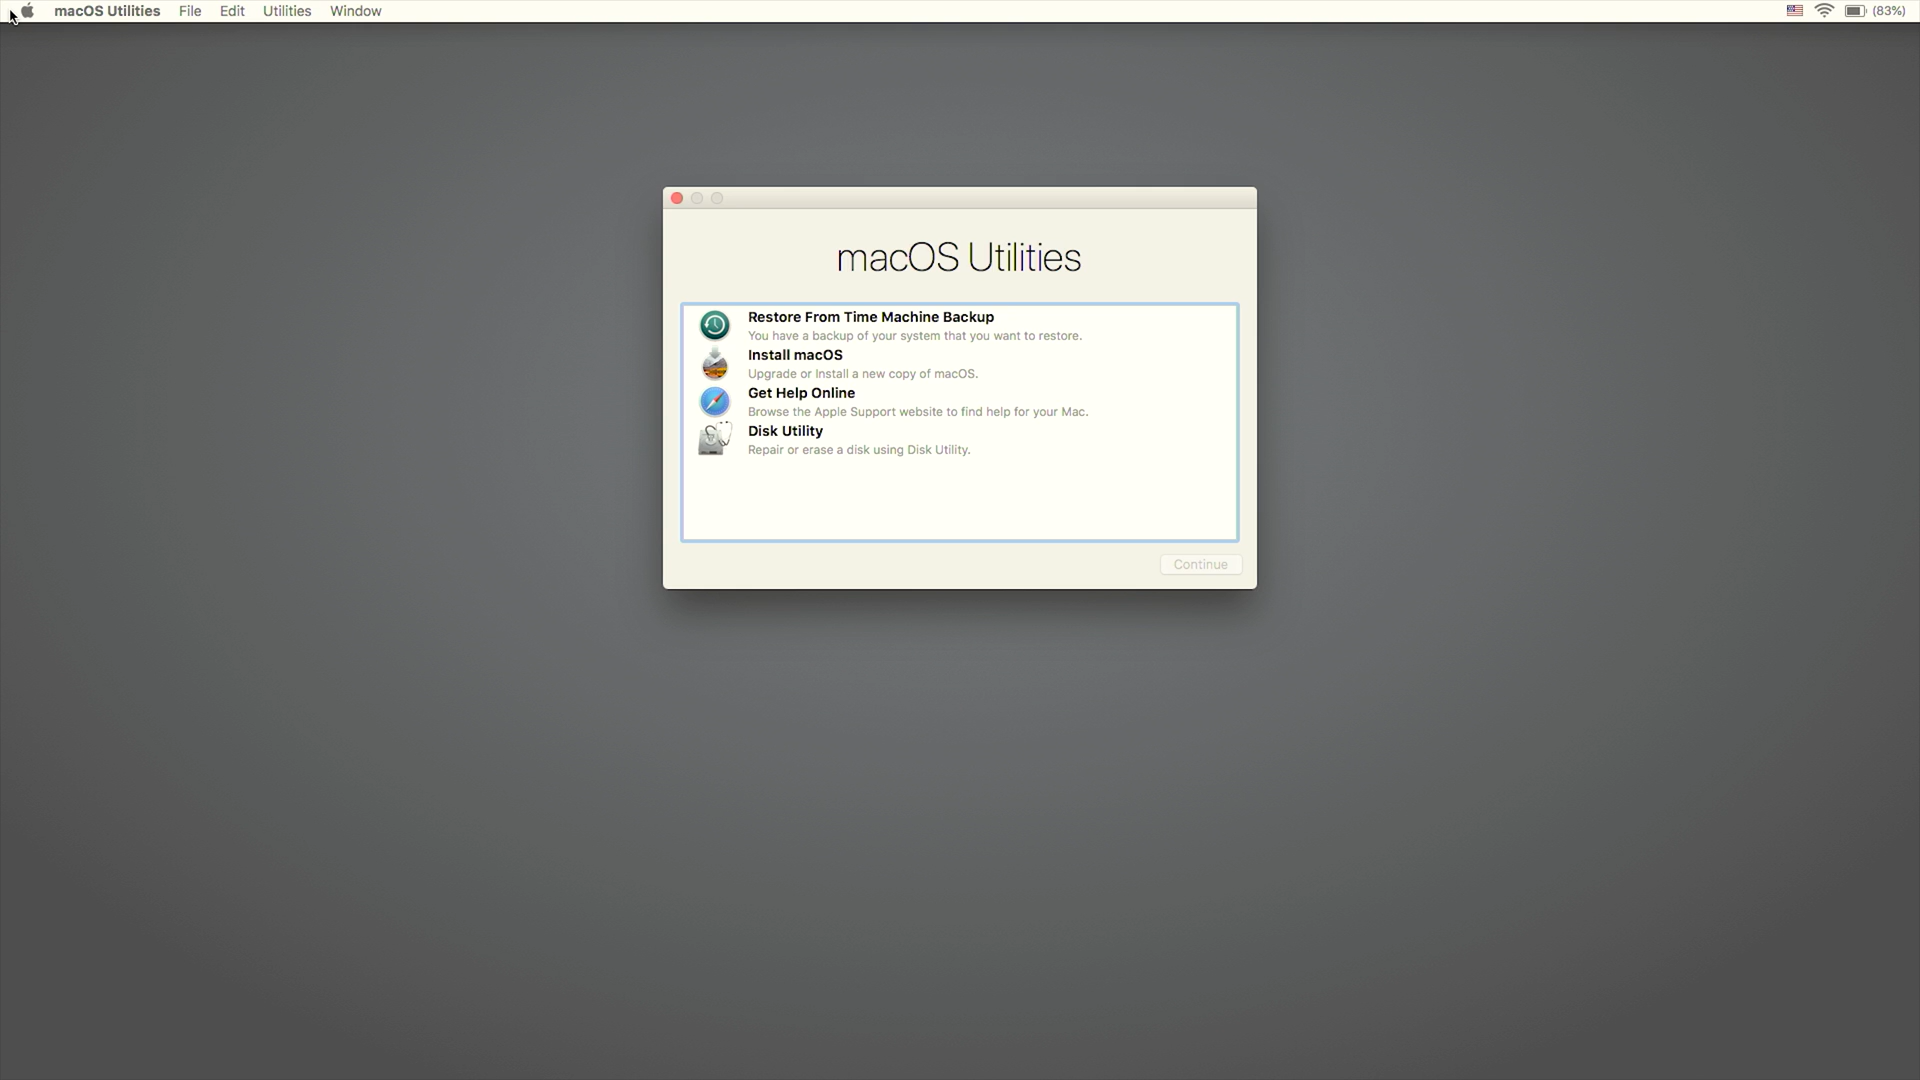 macOS Utilities File Edit Utilities Window (83%)
macOS Utilities
Restore From Time Machine Backup
You have a backup of your system that you want to restore.
Install macOS
Upgrade or Install a new copy of macOS.
Get Help Online
Browse the Apple Support website to find help for your Mac.
Disk Utility
Repair or erase a disk using Disk Utility.
Continue